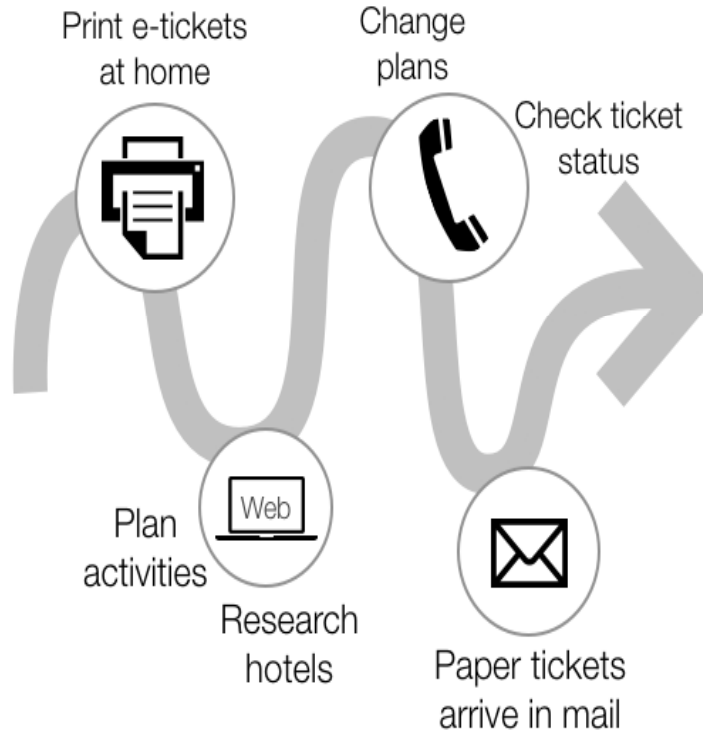 Print e-tickets
at home
Change
plans
Check ticket
status
Web
Plan
activities
Research
hotels
Paper tickets
arrive in mail